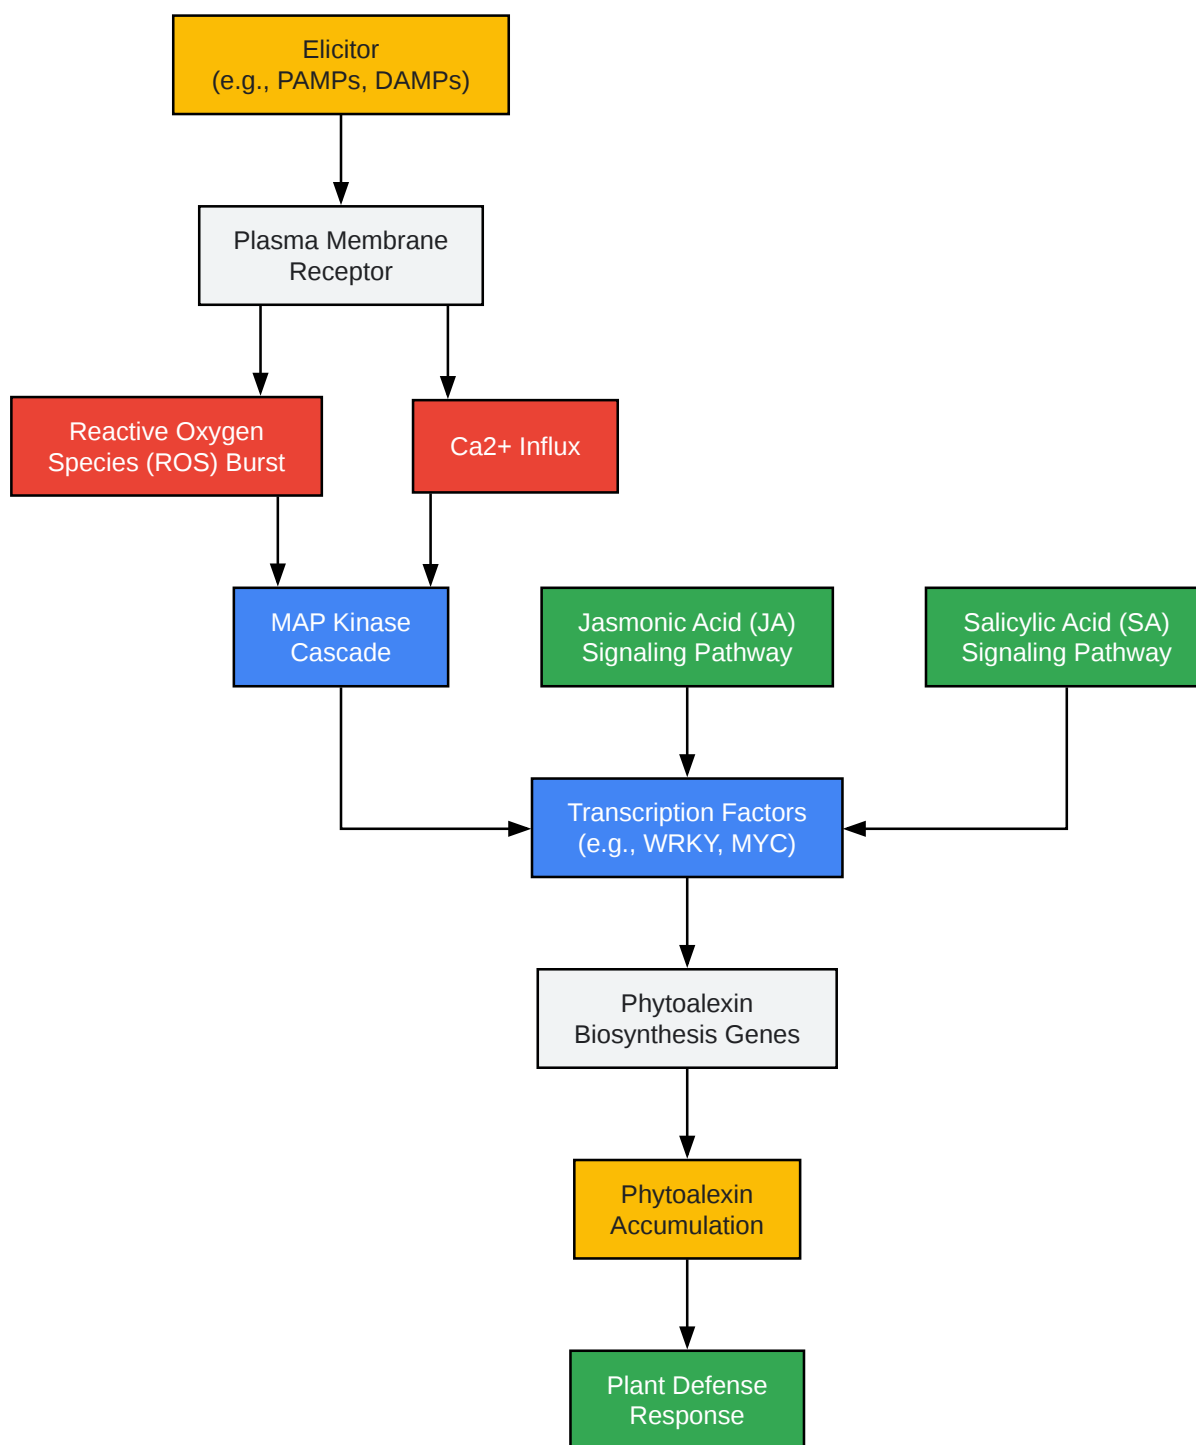 Elicitor
(e.g., PAMPs, DAMPs)
Plasma Membrane
Receptor
Reactive Oxygen
Species (ROS) Burst
Ca2+ Influx
MAP Kinase
Cascade
Jasmonic Acid (JA)
Signaling Pathway
Salicylic Acid (SA)
Signaling Pathway
Transcription Factors
(e.g., WRKY, MYC)
Phytoalexin
Biosynthesis Genes
Phytoalexin
Accumulation
Plant Defense
Response